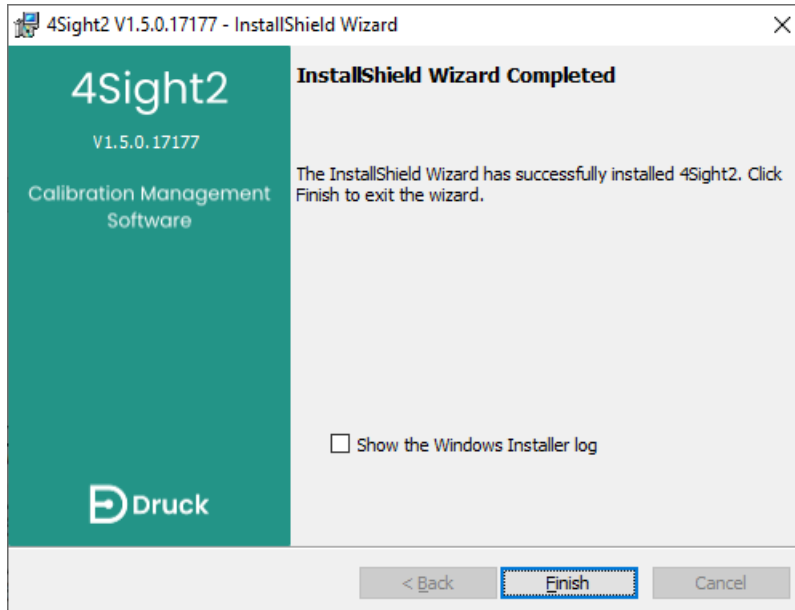 4Sight2 V1.5.0.17177 - InstallShield Wizard
4Sight2
V1.5.0.17177
Calibration Management
Software
Druck
InstallShield Wizard Completed
The InstallShield Wizard has successfully installed 4Sight2. Click
Finish to exit the wizard.
Show the Windows Installer log
< Back
Finish
Cancel